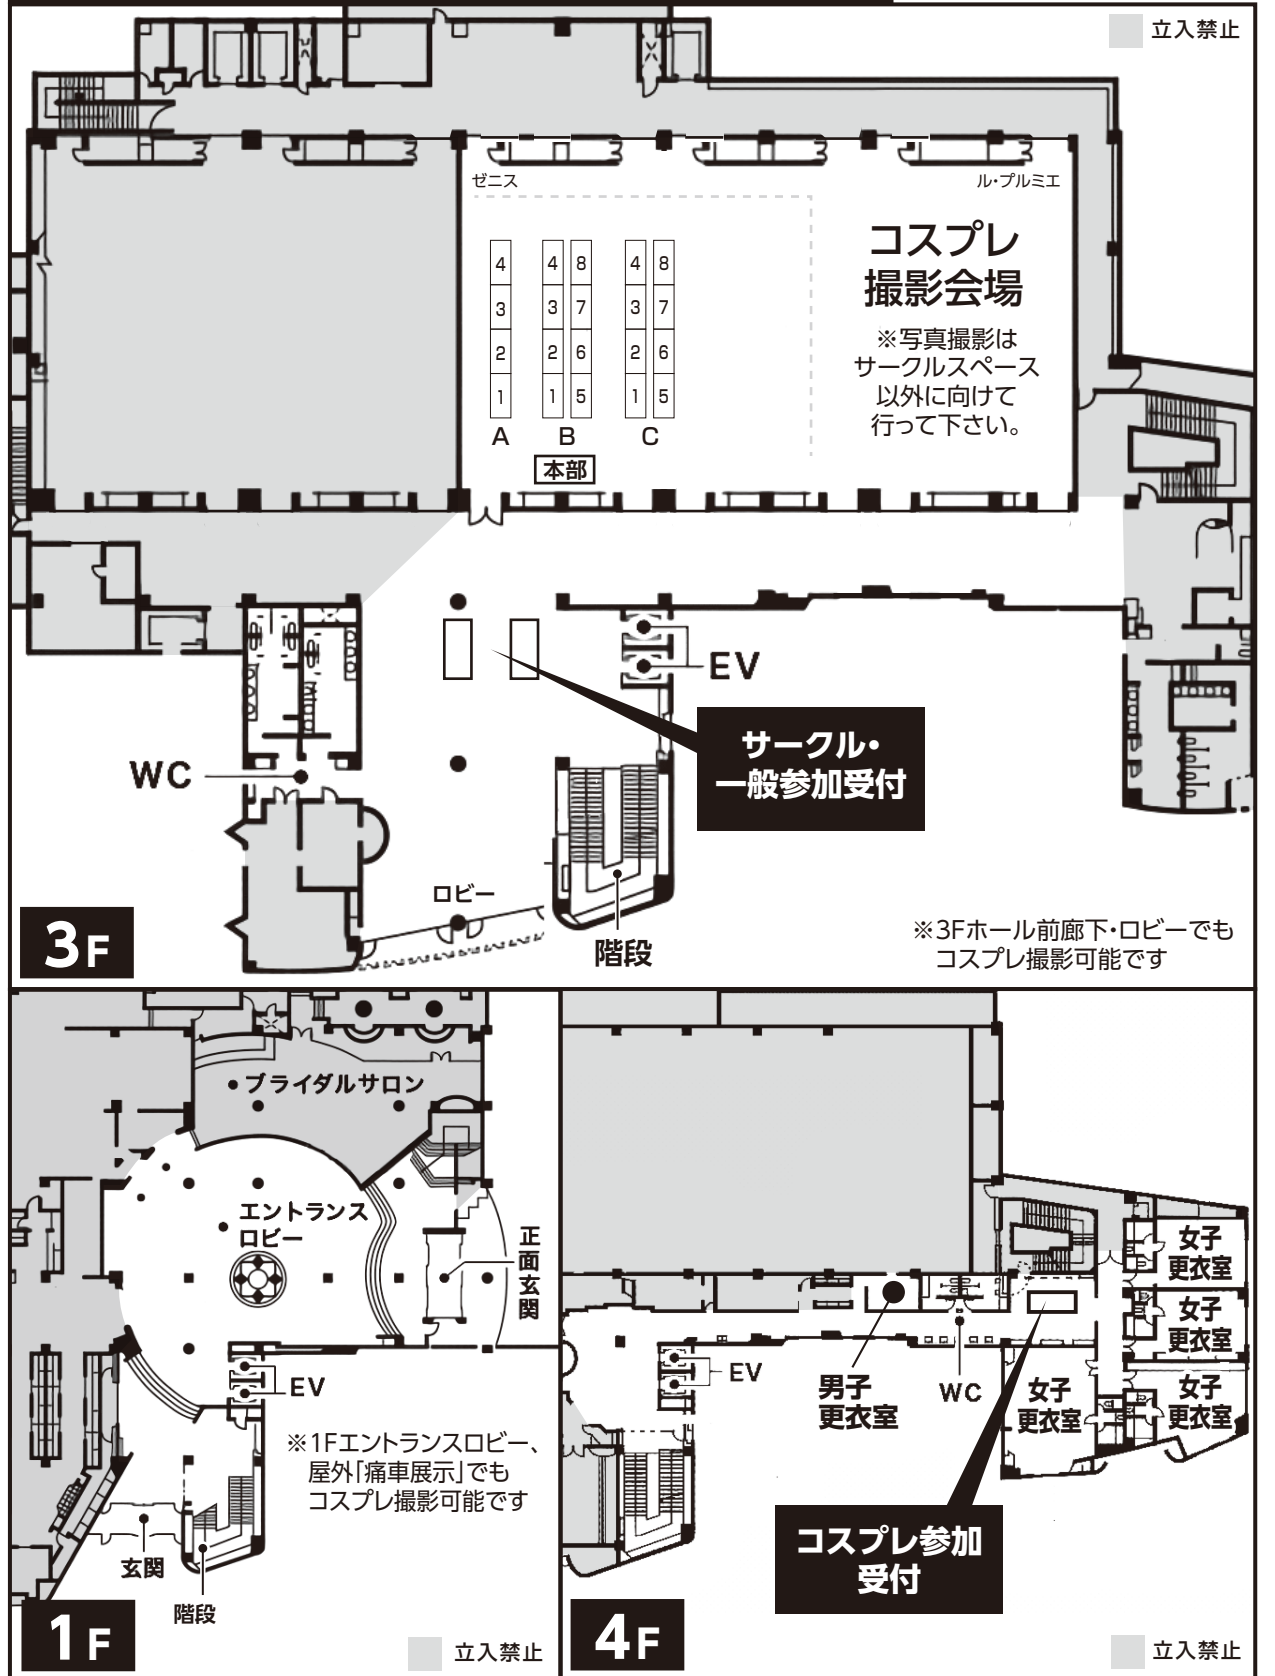 立入禁止
ゼニス
ル・プルミエ
コスプレ
撮影会場
※写真撮影は
サークルスペース
以外に向けて
行って下さい。
4 4 8 4 8
3 3 7 3 7
2 2 6 2 6
1 1 5 1 5
A B C
本部
EV
サークル・
一般参加受付
WC
ロビー
階段
3F
※3Fホール前廊下・ロビーでも
コスプレ撮影可能です
ブライダルサロン
エントランス
ロビー
正面玄関
EV
※1Fエントランスロビー、
屋外「痛車展示」でも
コスプレ撮影可能です
玄関
階段
1F
立入禁止
女子
更衣室
女子
更衣室
女子
更衣室
女子
更衣室
EV
男子
更衣室
WC
コスプレ参加
受付
4F
立入禁止